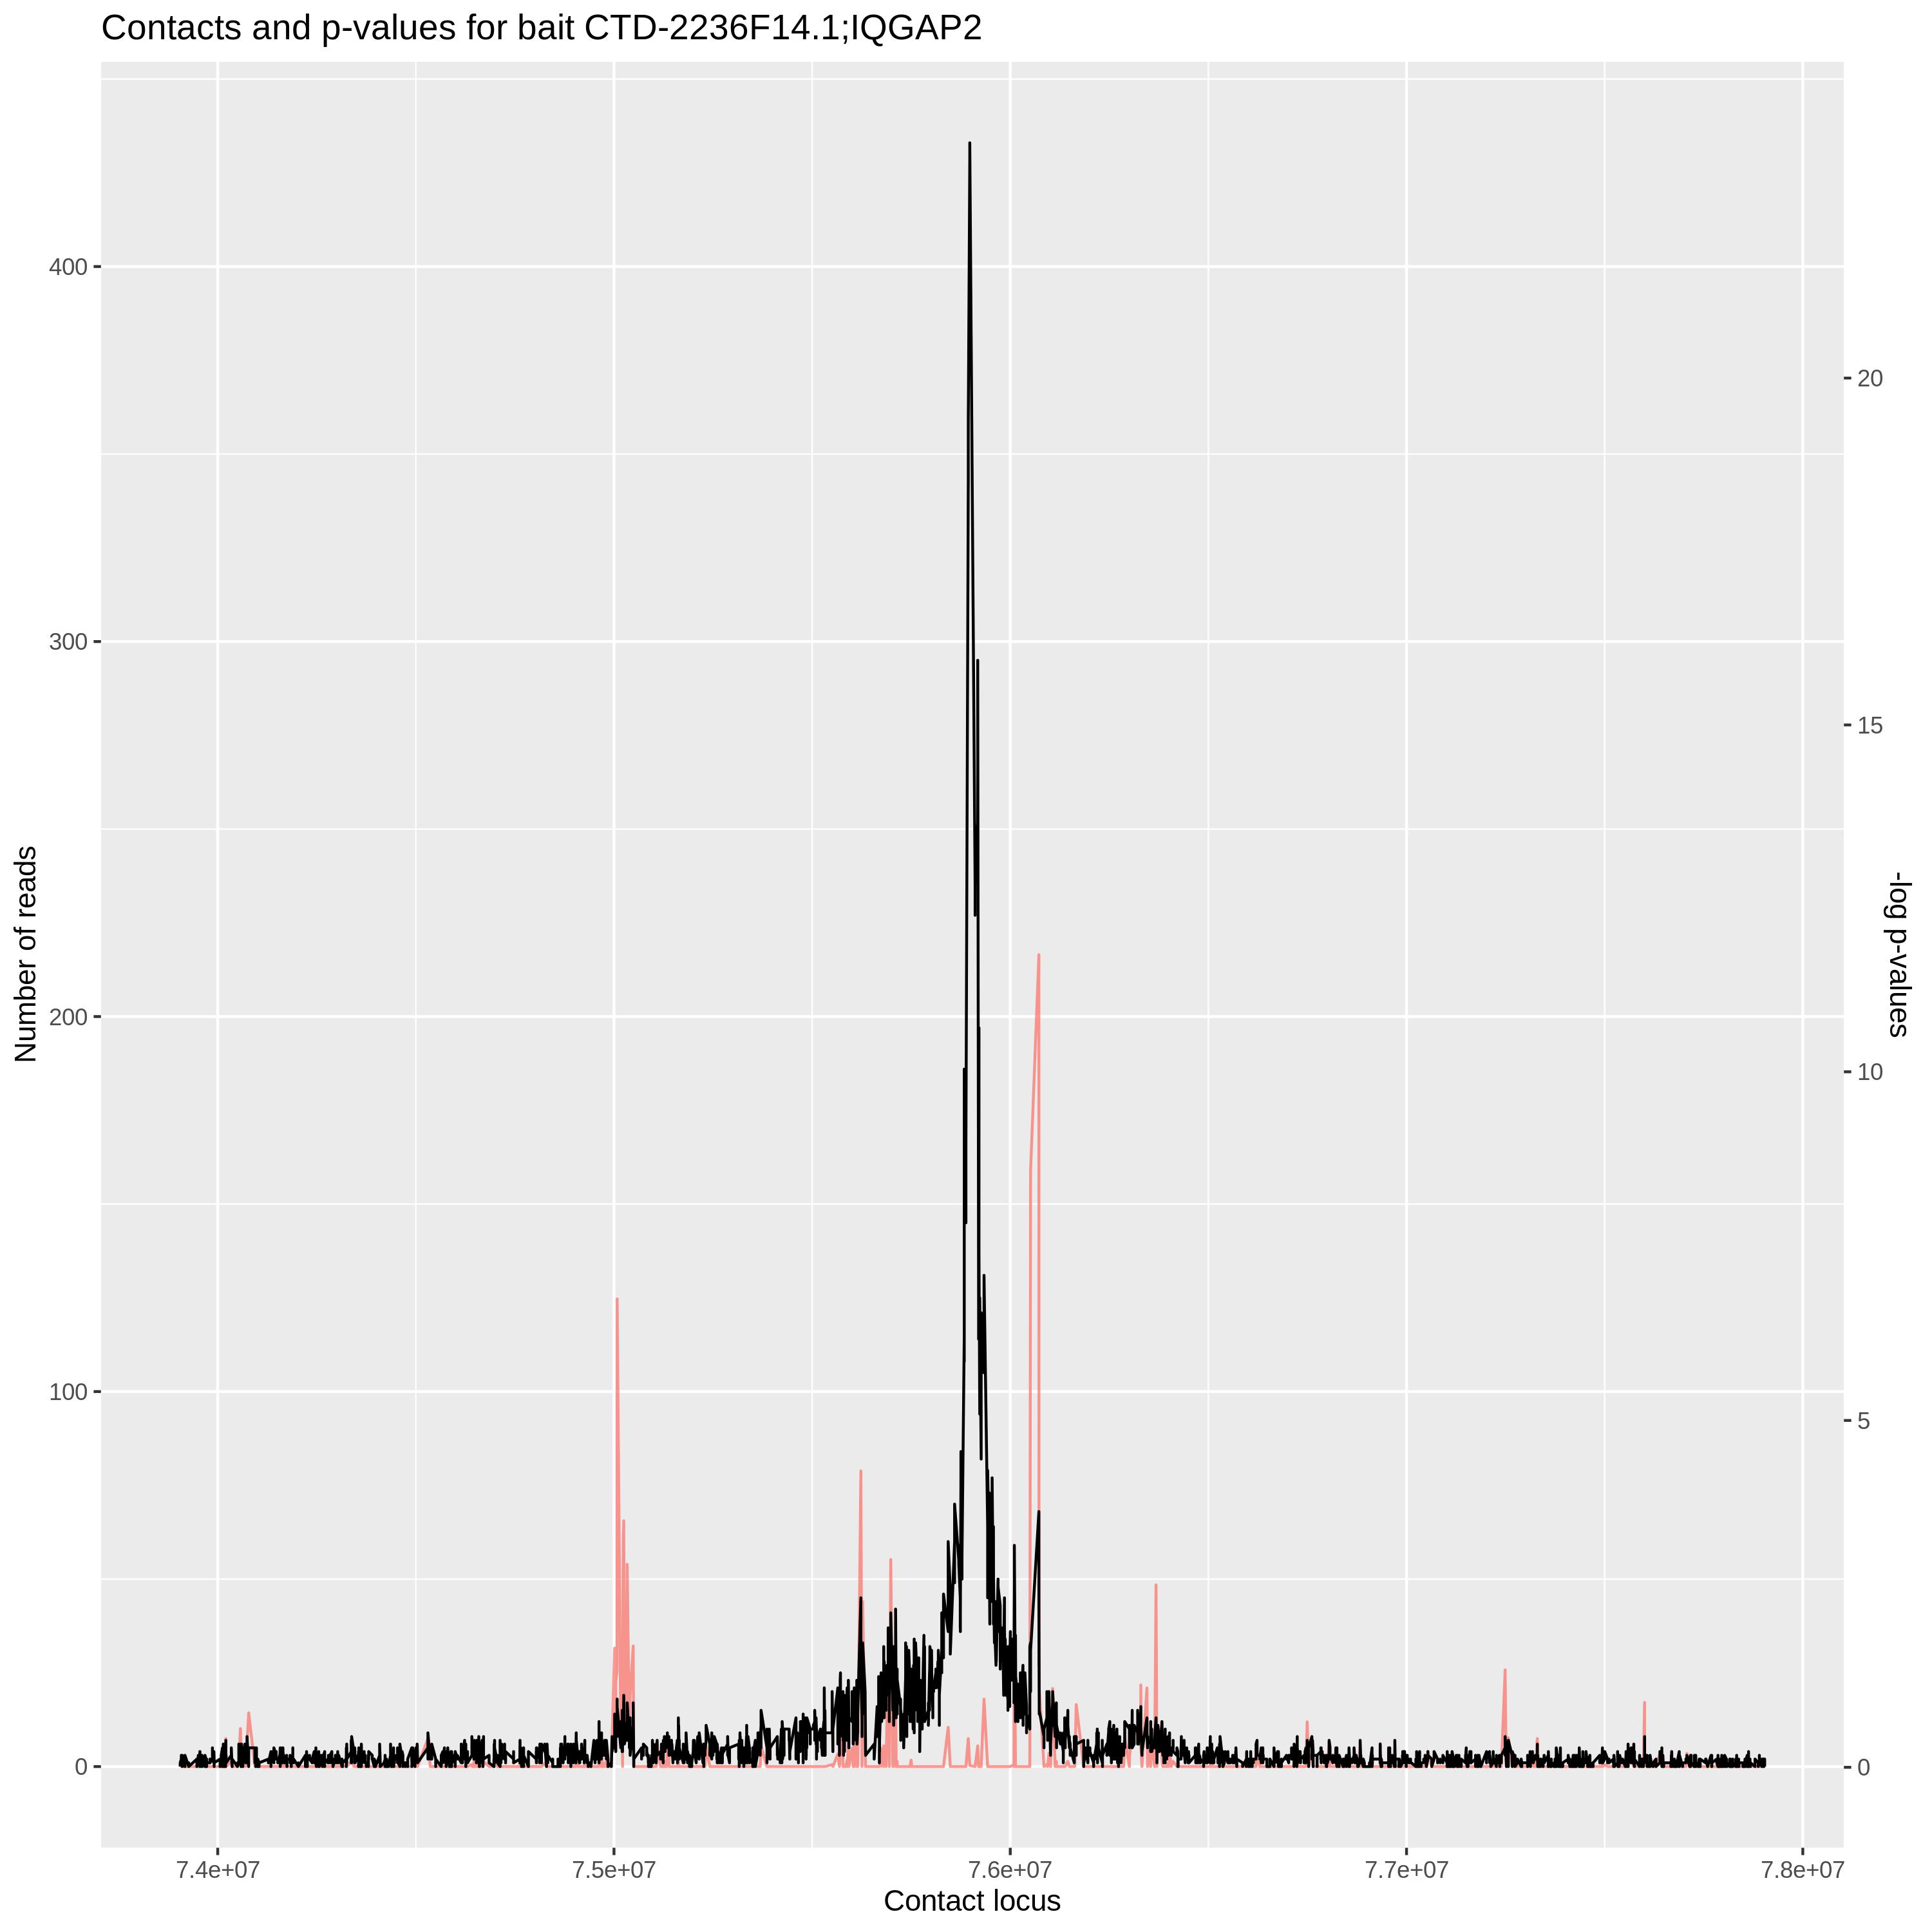 Contacts and p-values for bait CTD-2236F14.1;IQGAP2
400
300
200
100
0
Number of reads
20
15
10
5
0
-log p-values
7.4e+07 7.5e+07 7.6e+07 7.7e+07 7.8e+07
Contact locus